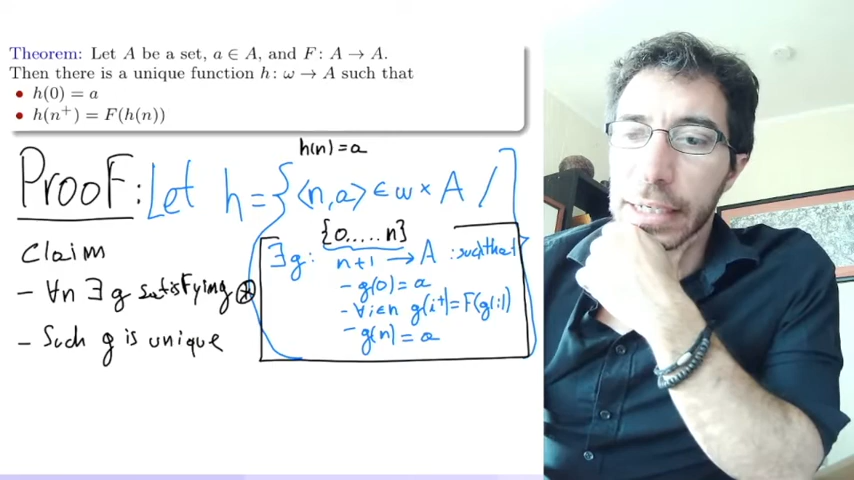 Theorem: Let A be a set, a ∈ A, and F: A → A.
Then there is a unique function h: ω → A such that
• h(0) = a
• h(n⁺) = F(h(n))
h(n) = a
Proof: Let h = { ⟨n, a⟩ ∈ ω × A /
{0.....n}
∃g: n+1 → A : such that
- g(0) = a
- ∀i∈n g(i⁺) = F(g(i))
- g(n) = a
}
Claim
- ∀n ∃ g satisfying ⊛
- Such g is unique